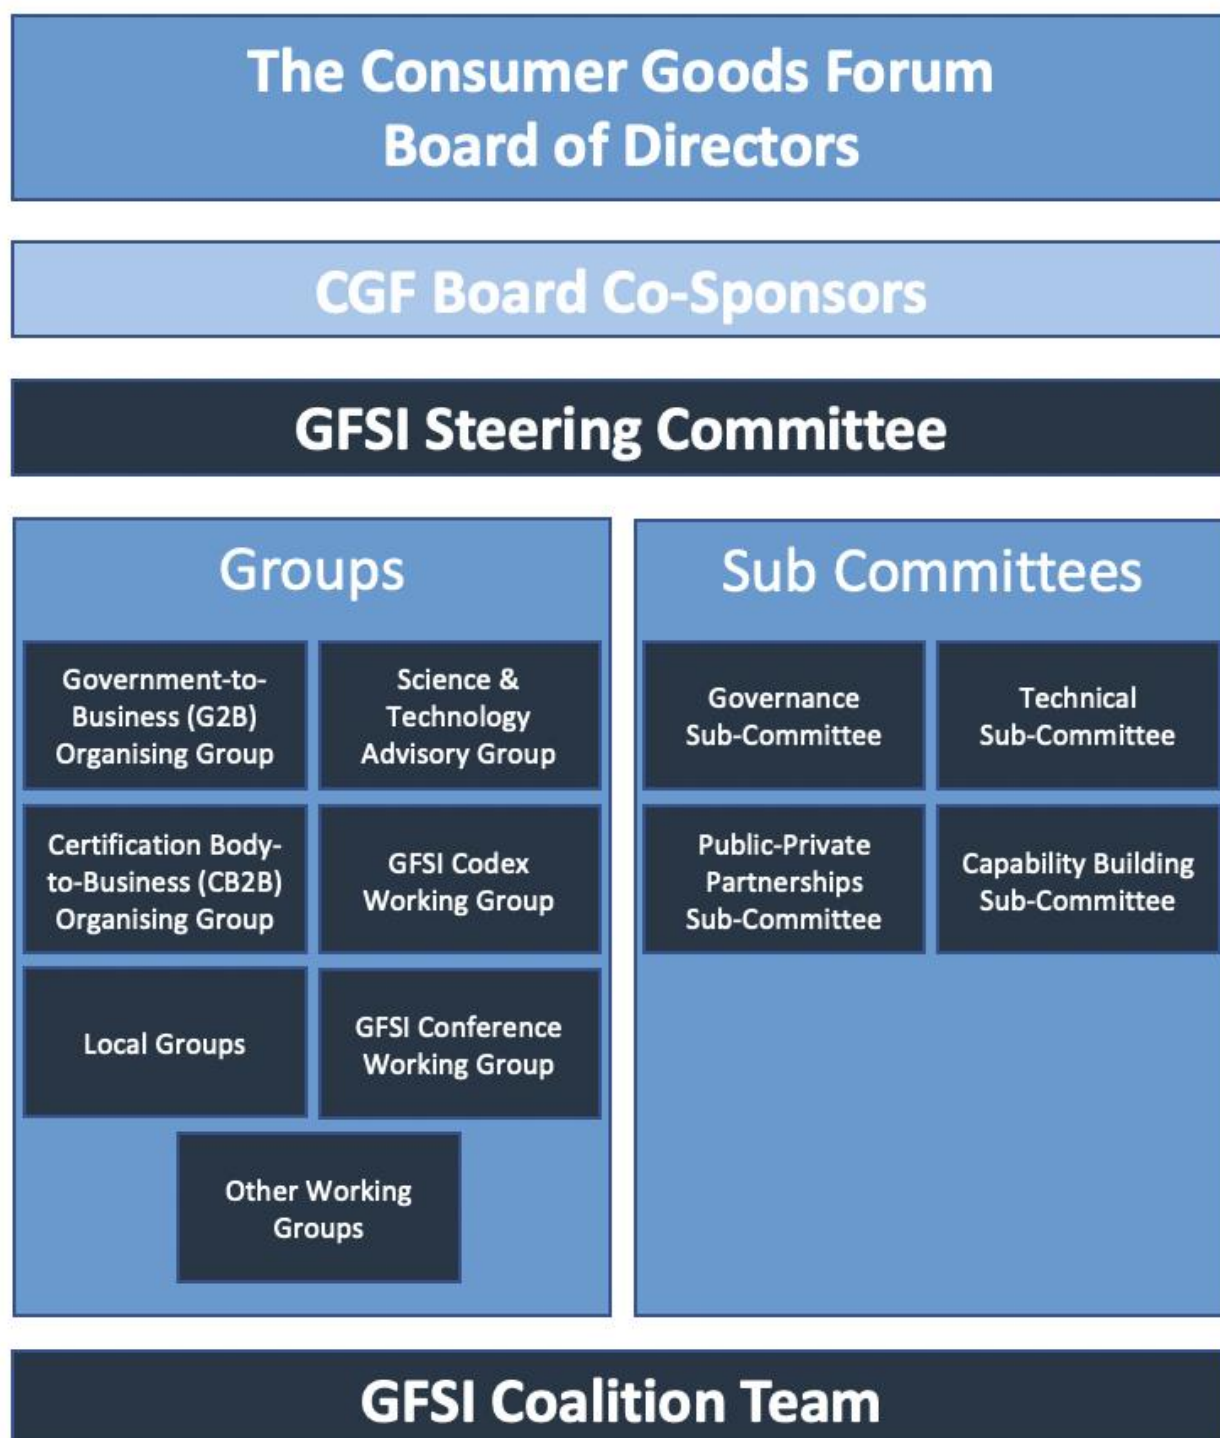 The Consumer Goods Forum
Board of Directors
CGF Board Co-Sponsors
GFSI Steering Committee
Groups
Government-to-
Business (G2B)
Organising Group
Science &
Technology
Advisory Group
Certification Body-
to-Business (CB2B)
Organising Group
GFSI Codex
Working Group
Local Groups
GFSI Conference
Working Group
Other Working
Groups
Sub Committees
Governance
Sub-Committee
Technical
Sub-Committee
Public-Private
Partnerships
Sub-Committee
Capability Building
Sub-Committee
GFSI Coalition Team